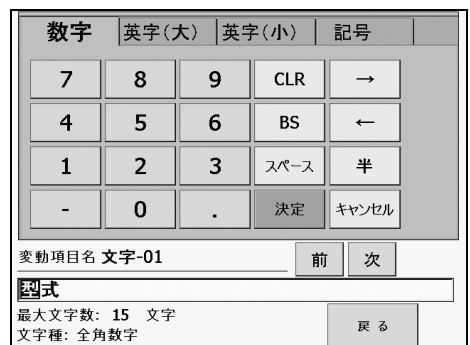 数字 英字(大) 英字(小) 記号
7 8 9 CLR →
4 5 6 BS ←
1 2 3 スペース 半
- 0 . 決定 キャンセル
変動項目名 文字-01 前 次
型式
最大文字数: 15 文字
文字種: 全角数字
戻る